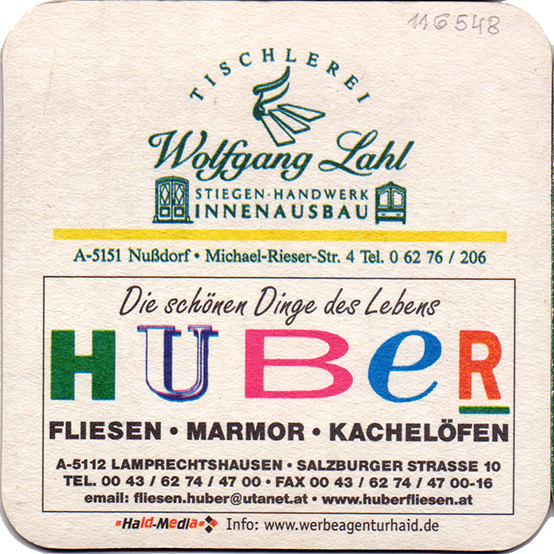 116548
TISCHLEREI
Wolfgang Lahl
STIEGEN·HANDWERK
INNENAUSBAU
A-5151 Nußdorf • Michael-Rieser-Str. 4 Tel. 0 62 76 / 206
Die schönen Dinge des Lebens
HUBeR
FLIESEN • MARMOR • KACHELÖFEN
A-5112 LAMPRECHTSHAUSEN • SALZBURGER STRASSE 10
TEL. 00 43 / 62 74 / 47 00 • FAX 00 43 / 62 74 / 47 00-16
email: fliesen.huber@utanet.at • www.huberfliesen.at
Haid-Media Info: www.werbeagenturhaid.de